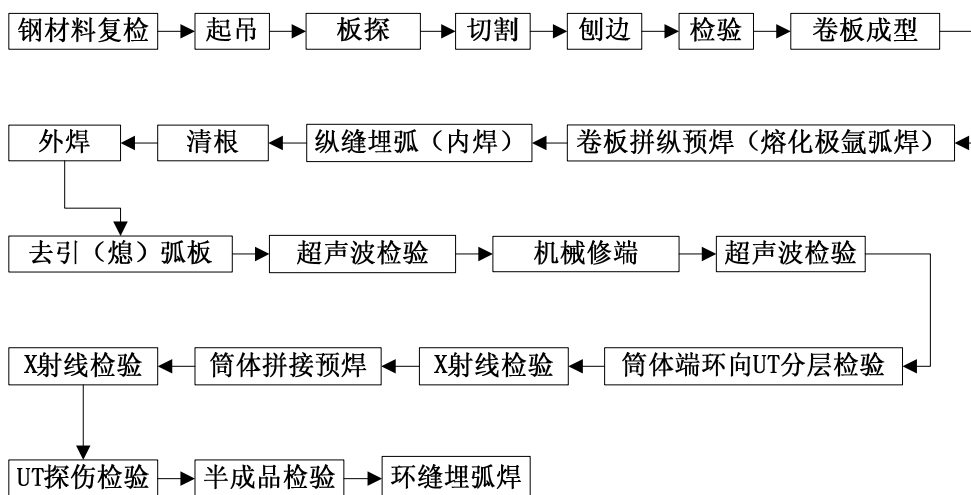 钢材料复检 起吊 板探 切割 刨边 检验 卷板成型
外焊 清根 纵缝埋弧（内焊） 卷板拼纵预焊（熔化极氩弧焊）
去引（熄）弧板 超声波检验 机械修端 超声波检验
X射线检验 筒体拼接预焊 X射线检验 筒体端环向UT分层检验
UT探伤检验 半成品检验 环缝埋弧焊